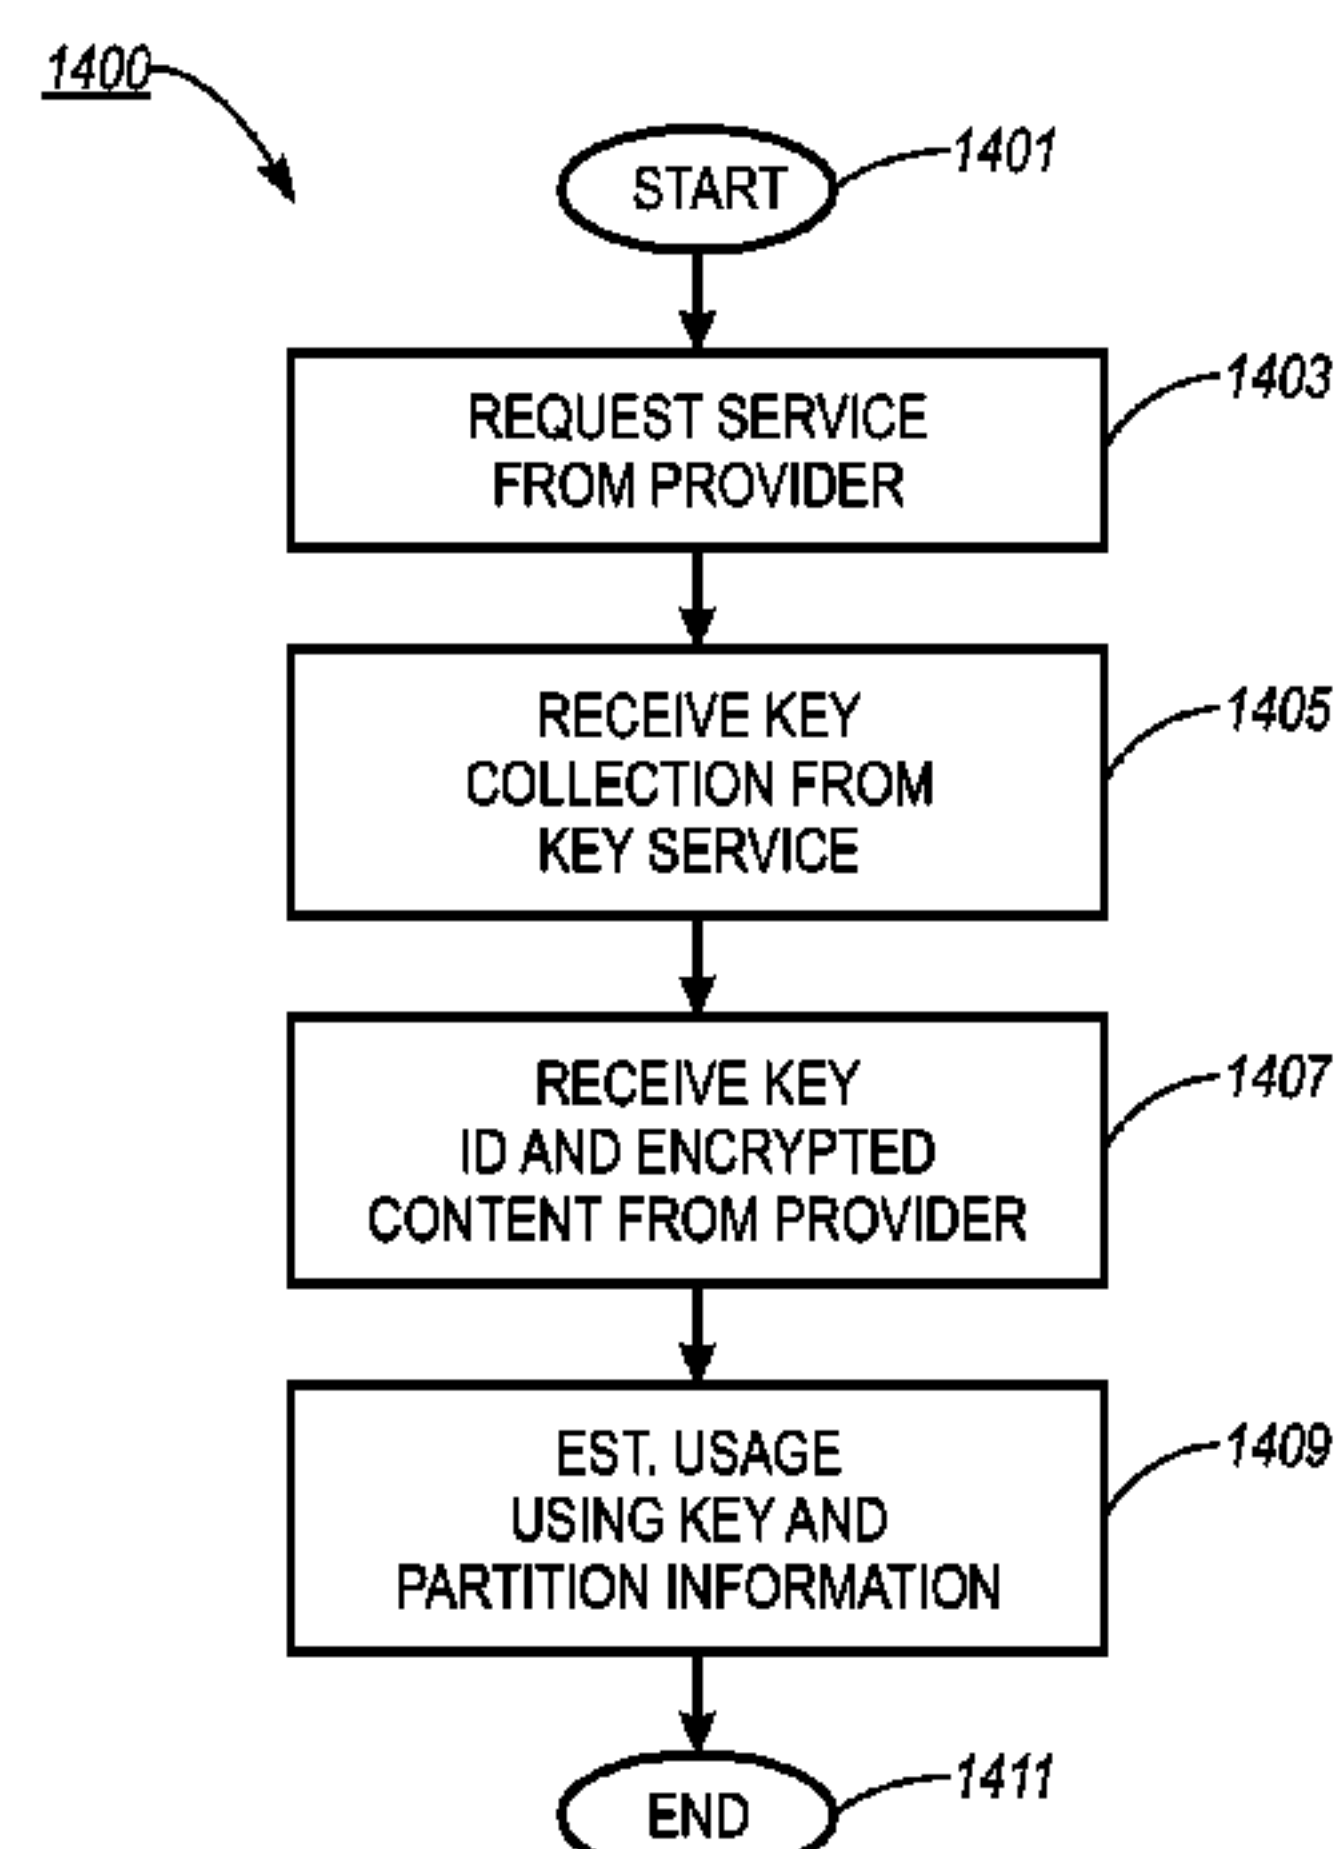 1400
START
1401
REQUEST SERVICE
FROM PROVIDER
1403
RECEIVE KEY
COLLECTION FROM
KEY SERVICE
1405
RECEIVE KEY
ID AND ENCRYPTED
CONTENT FROM PROVIDER
1407
EST. USAGE
USING KEY AND
PARTITION INFORMATION
1409
END
1411